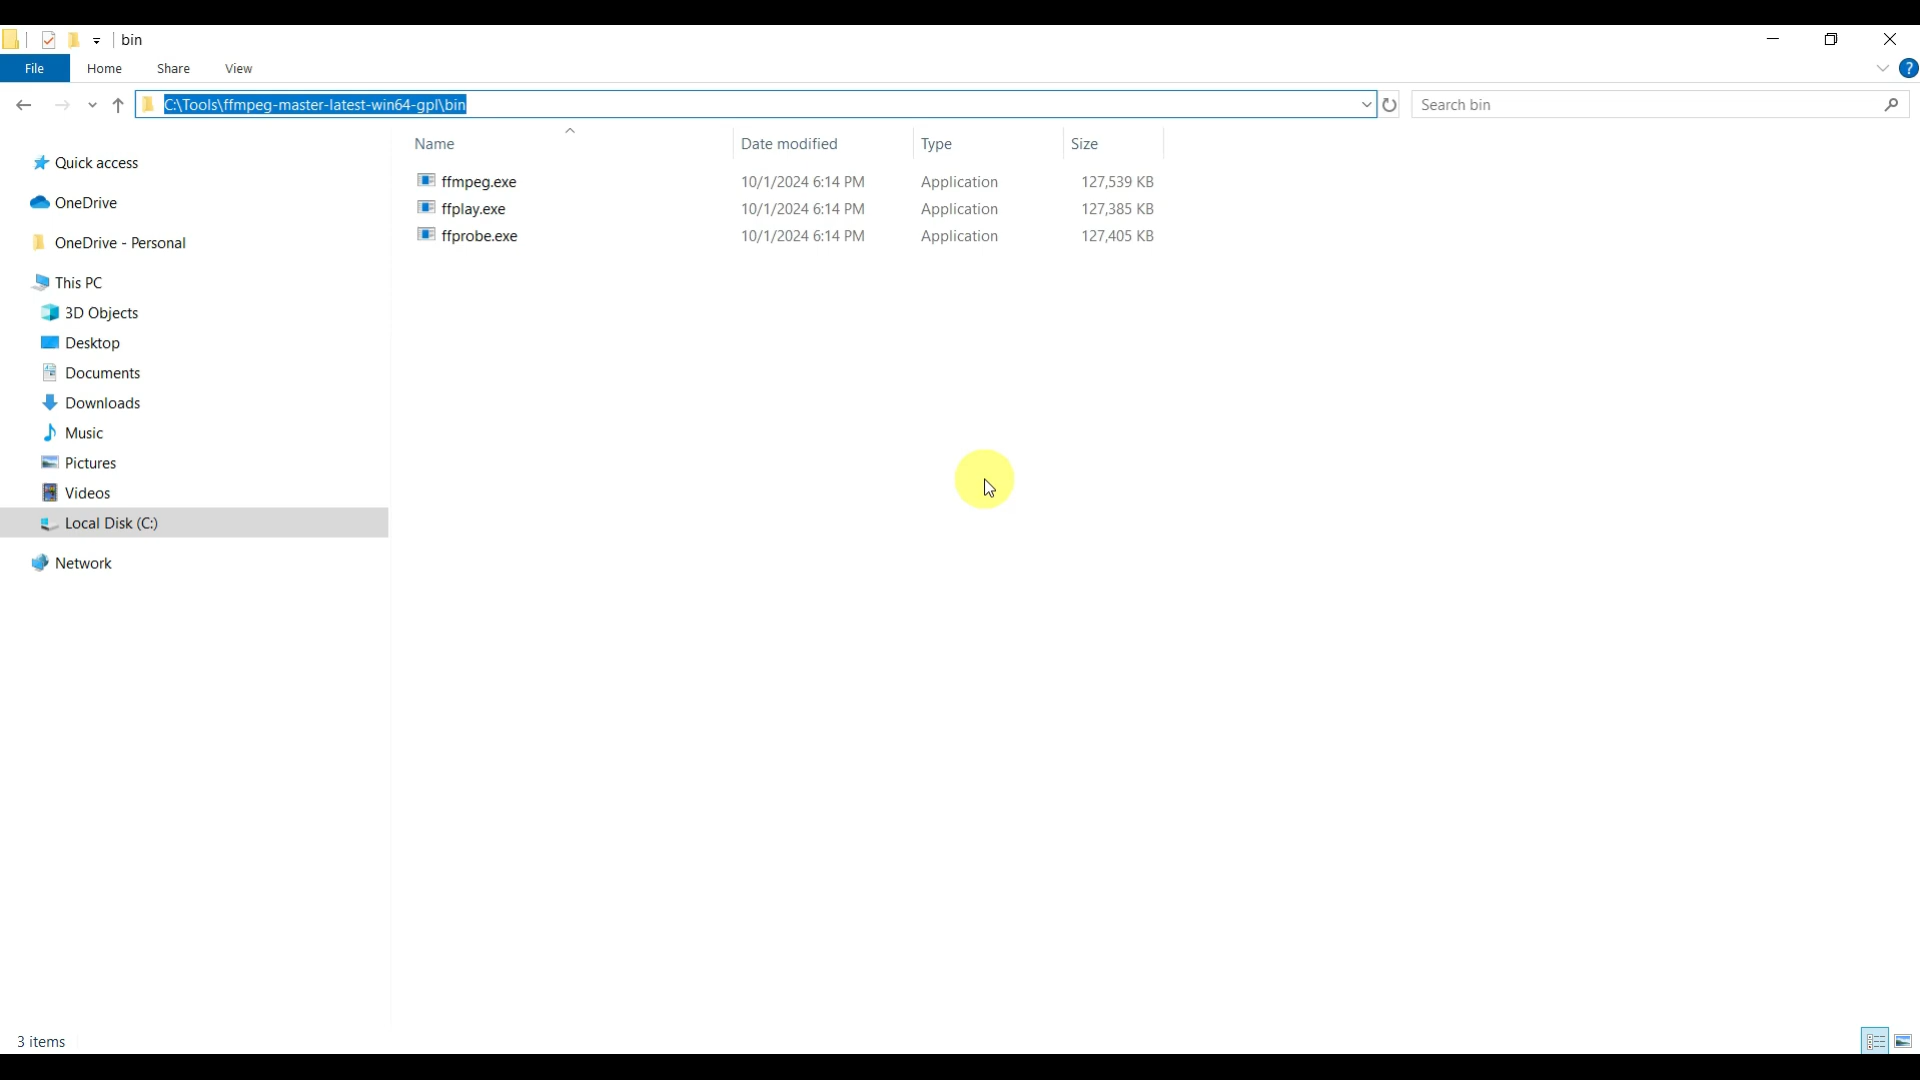 bin
File Home Share View ?
C:\Tools\ffmpeg-master-latest-win64-gpl\bin Search bin
Name Date modified Type Size
ffmpeg.exe 10/1/2024 6:14 PM Application 127,539 KB
ffplay.exe 10/1/2024 6:14 PM Application 127,385 KB
ffprobe.exe 10/1/2024 6:14 PM Application 127,405 KB
Quick access
OneDrive
OneDrive - Personal
This PC
3D Objects
Desktop
Documents
Downloads
Music
Pictures
Videos
Local Disk (C:)
Network
3 items